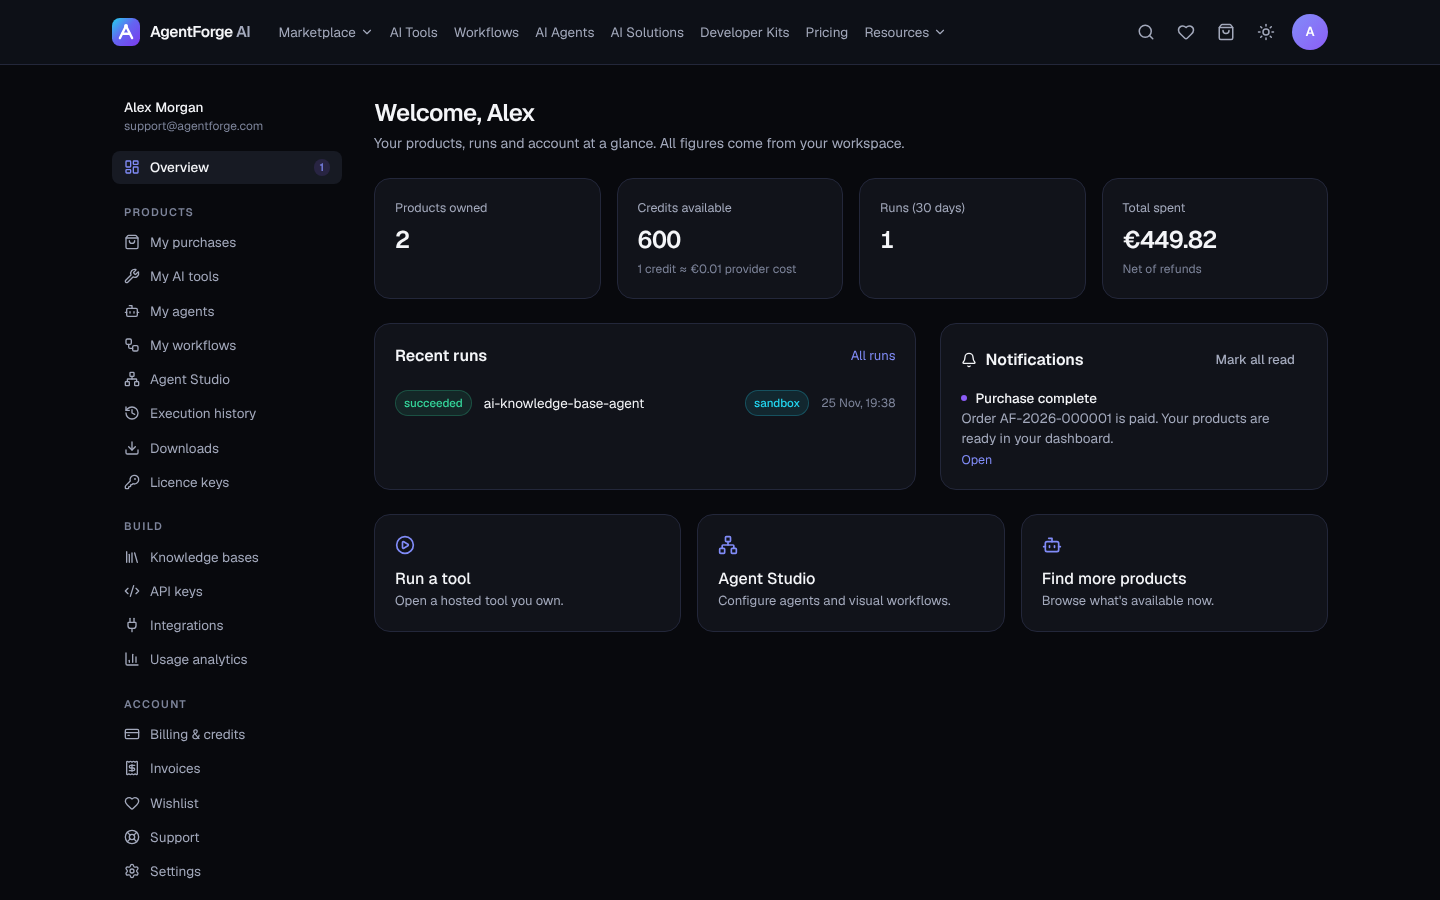 AgentForge AI
Marketplace
AI Tools
Workflows
AI Agents
AI Solutions
Developer Kits
Pricing
Resources
A
Alex Morgan
support@agentforge.com
Overview
1
PRODUCTS
My purchases
My AI tools
My agents
My workflows
Agent Studio
Execution history
Downloads
Licence keys
BUILD
Knowledge bases
API keys
Integrations
Usage analytics
ACCOUNT
Billing & credits
Invoices
Wishlist
Support
Settings
Welcome, Alex
Your products, runs and account at a glance. All figures come from your workspace.
Products owned
2
Credits available
600
1 credit ≈ €0.01 provider cost
Runs (30 days)
1
Total spent
€449.82
Net of refunds
Recent runs
All runs
succeeded
ai-knowledge-base-agent
sandbox
25 Nov, 19:38
Notifications
Mark all read
Purchase complete
Order AF-2026-000001 is paid. Your products are
ready in your dashboard.
Open
Run a tool
Open a hosted tool you own.
Agent Studio
Configure agents and visual workflows.
Find more products
Browse what's available now.